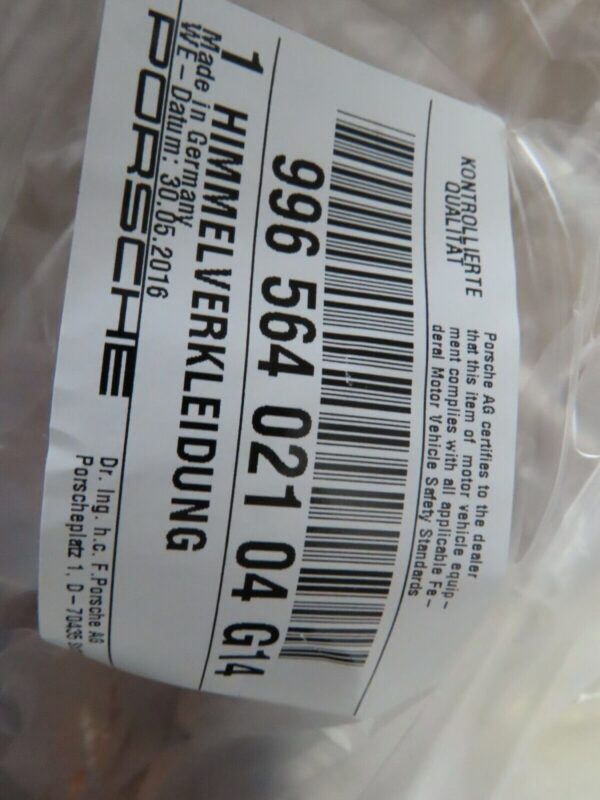 KONTROLLIERTE
QUALITÄT
Porsche AG certifies to the dealer
that this item of motor vehicle equip-
ment complies with all applicable Fe-
deral Motor Vehicle Safety Standards
996 564 021 04 G14
1 HIMMELVERKLEIDUNG
Made in Germany
WE - Datum: 30.05.2016
PORSCHE
Dr. Ing. h.c. F.Porsche AG
Porscheplatz 1, D - 70435